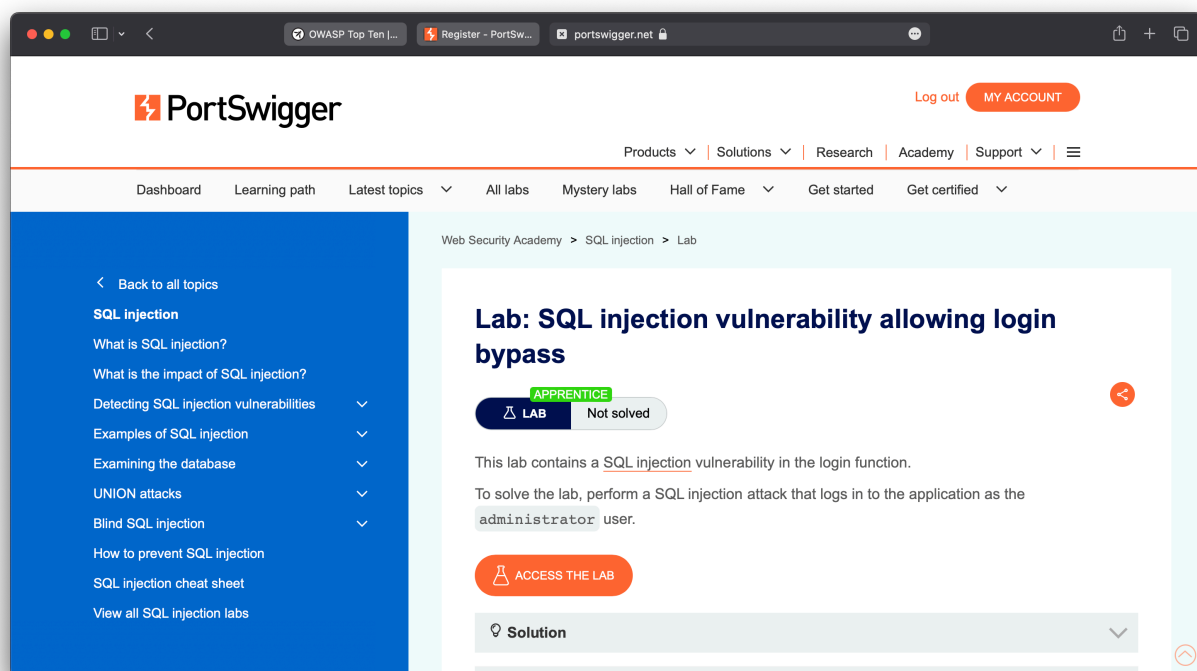 OWASP Top Ten |...
Register - PortSw...
portswigger.net
PortSwigger
Log out
MY ACCOUNT
Products
Solutions
Research
Academy
Support
Dashboard
Learning path
Latest topics
All labs
Mystery labs
Hall of Fame
Get started
Get certified
Back to all topics
SQL injection
What is SQL injection?
What is the impact of SQL injection?
Detecting SQL injection vulnerabilities
Examples of SQL injection
Examining the database
UNION attacks
Blind SQL injection
How to prevent SQL injection
SQL injection cheat sheet
View all SQL injection labs
Web Security Academy > SQL injection > Lab
Lab: SQL injection vulnerability allowing login
bypass
APPRENTICE
LAB
Not solved
This lab contains a SQL injection vulnerability in the login function.
To solve the lab, perform a SQL injection attack that logs in to the application as the
administrator user.
ACCESS THE LAB
Solution